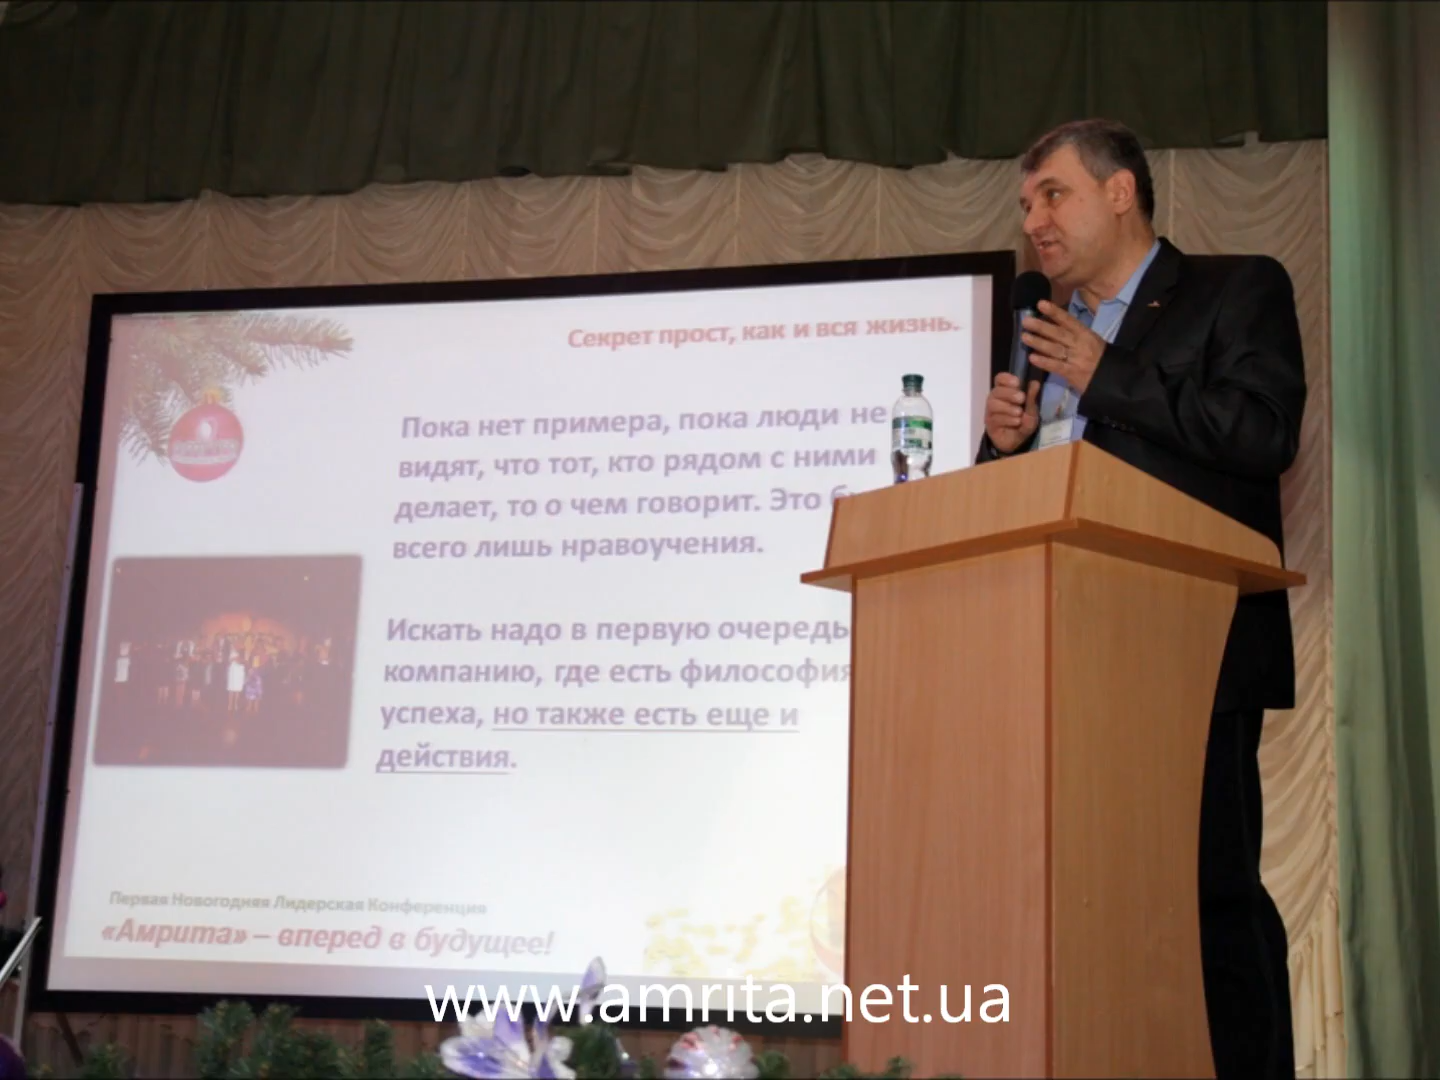 Секрет прост, как и вся жизнь.
Пока нет примера, пока люди не
видят, что тот, кто рядом с ними
делает, то о чем говорит. Это
всего лишь нравоучения.
Искать надо в первую очередь
компанию, где есть философия
успеха, но также есть еще и
действия.
Первая Новогодняя Лидерская Конференция
«Амрита» – вперед в будущее!
www.amrita.net.ua